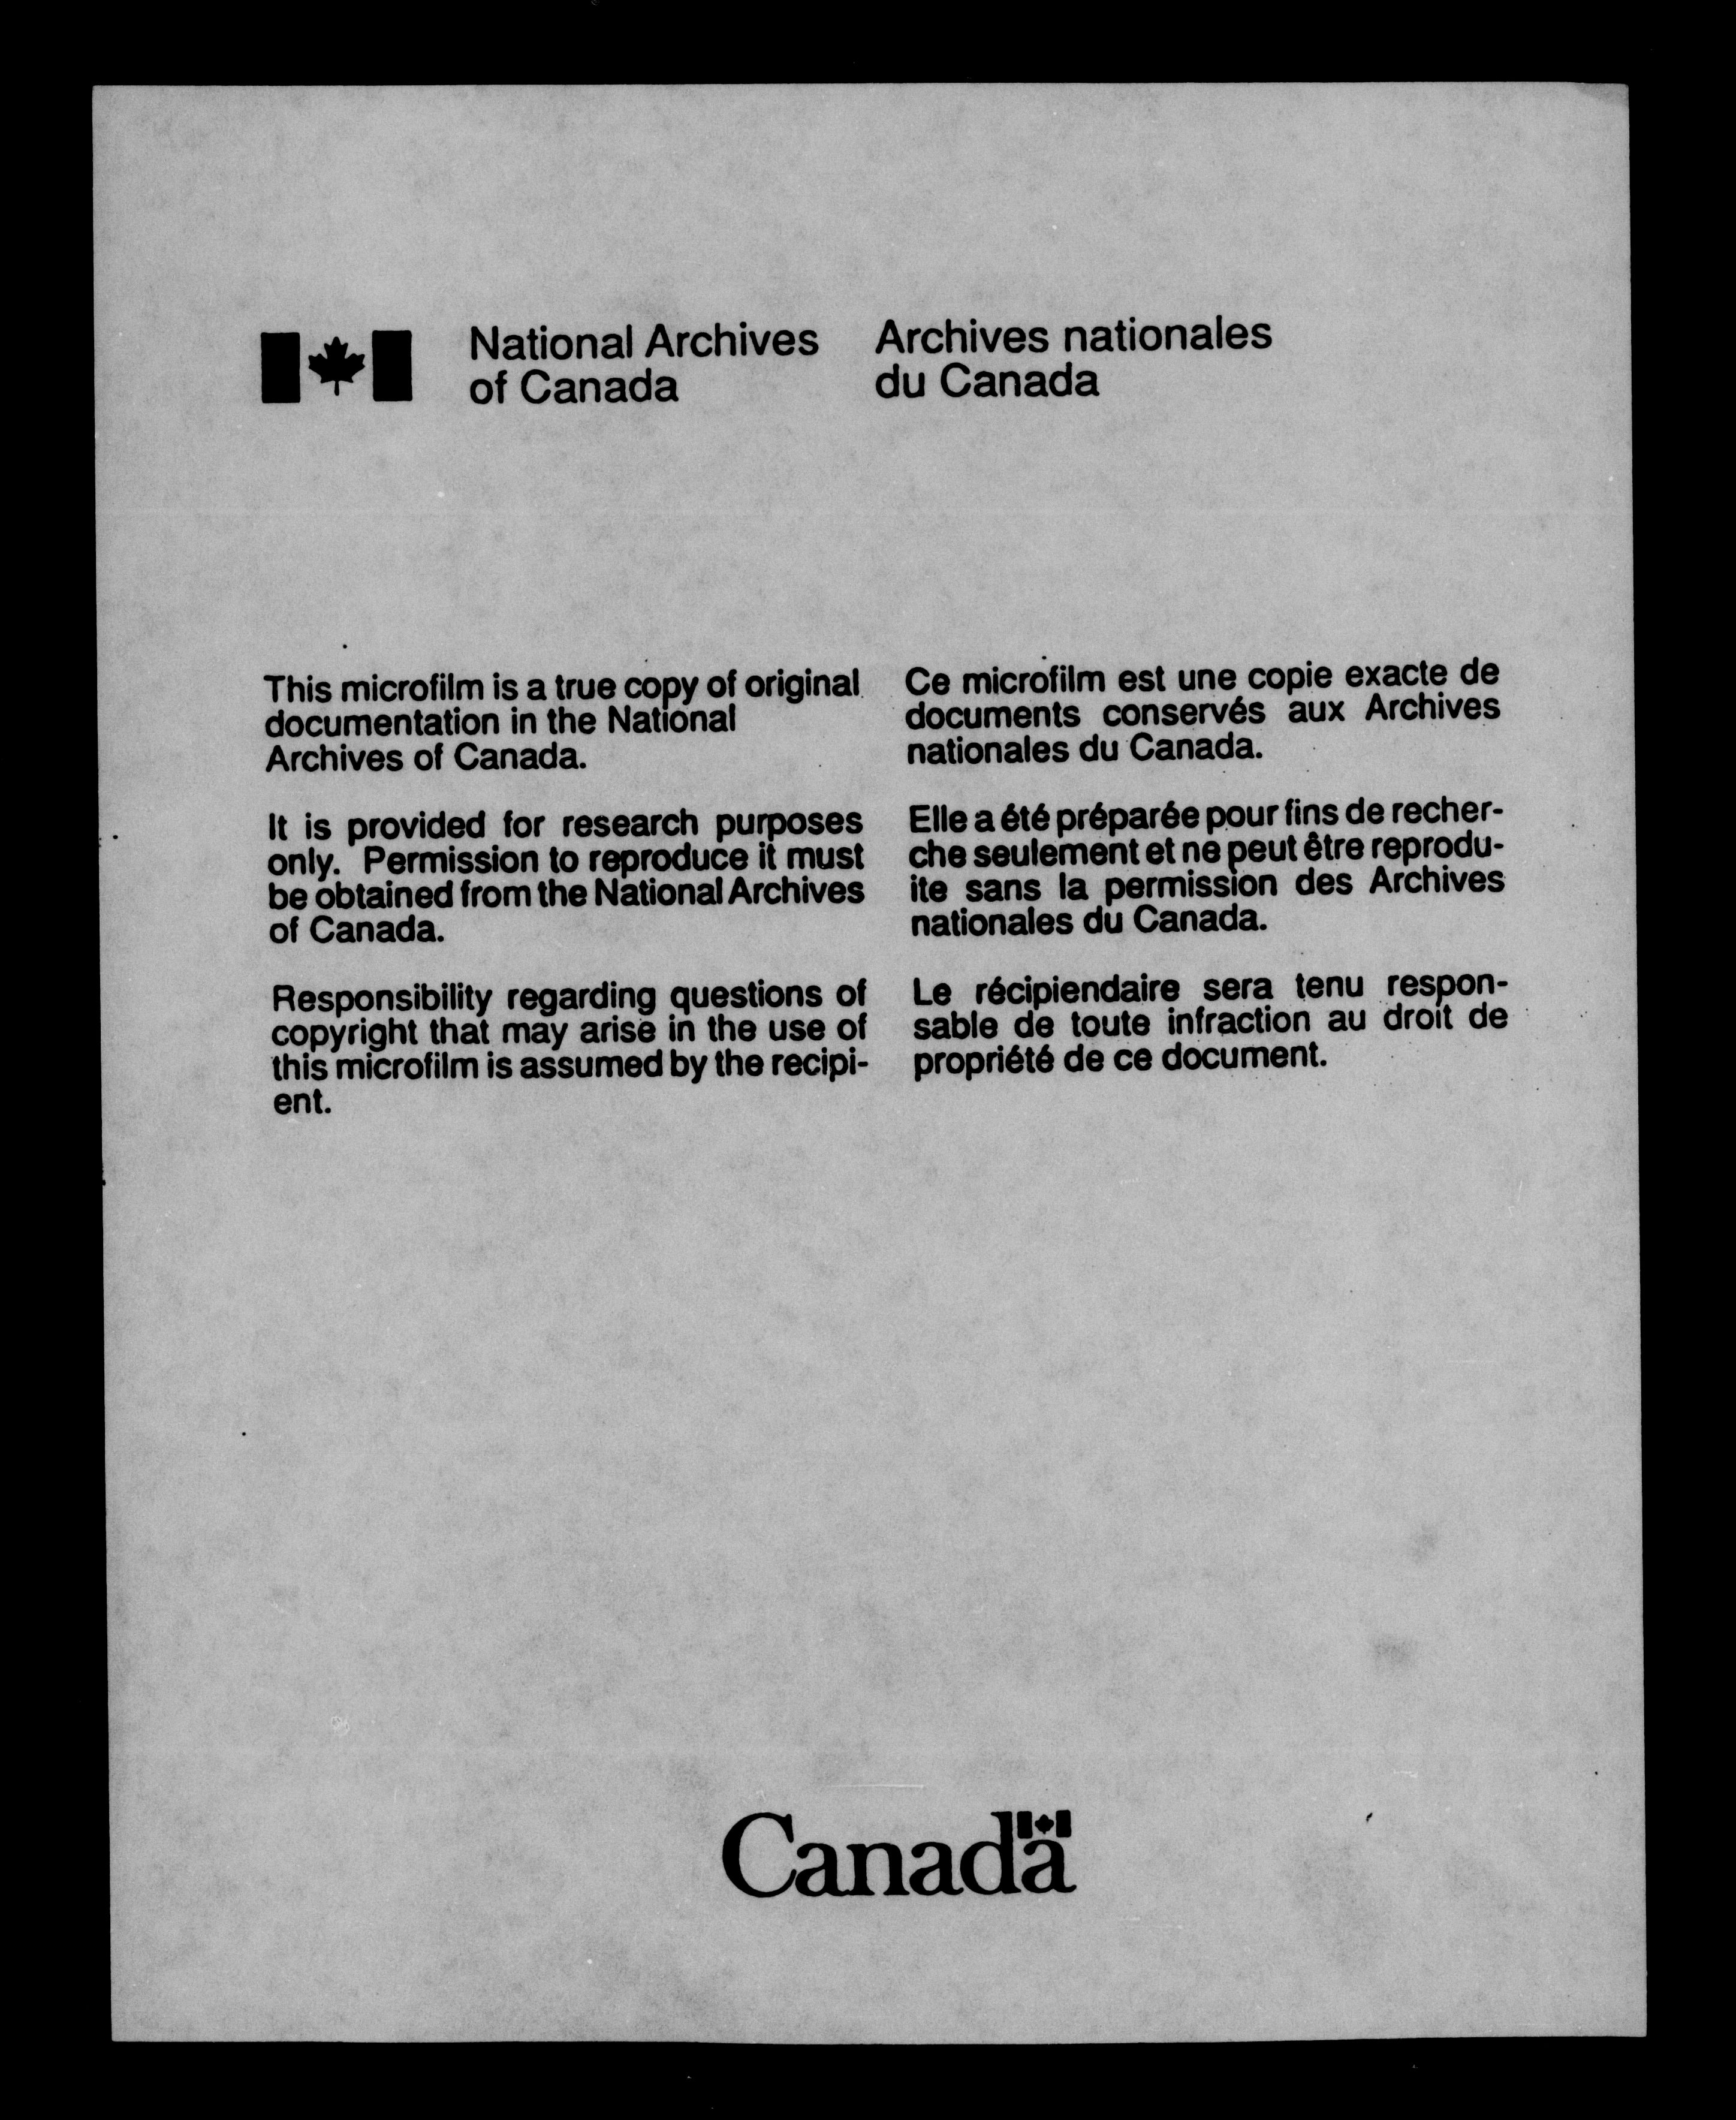 National Archives
of Canada
Archives nationales
du Canada
This microfilm is a true copy of original
documentation in the National
Archives of Canada.
It is provided for research purposes
only. Permission to reproduce it must
be obtained from the National Archives
of Canada.
Responsibility regarding questions of
copyright that may arise in the use of
this microfilm is assumed by the recipi-
ent.
Ce microfilm est une copie exacte de
documents conservés aux Archives
nationales du Canada.
Elle a été préparée pour fins de recher-
che seulement et ne peut être reprodu-
ite sans la permission des Archives
nationales du Canada.
Le récipiendaire sera tenu respon-
sable de toute infraction au droit de
propriété de ce document.
Canada